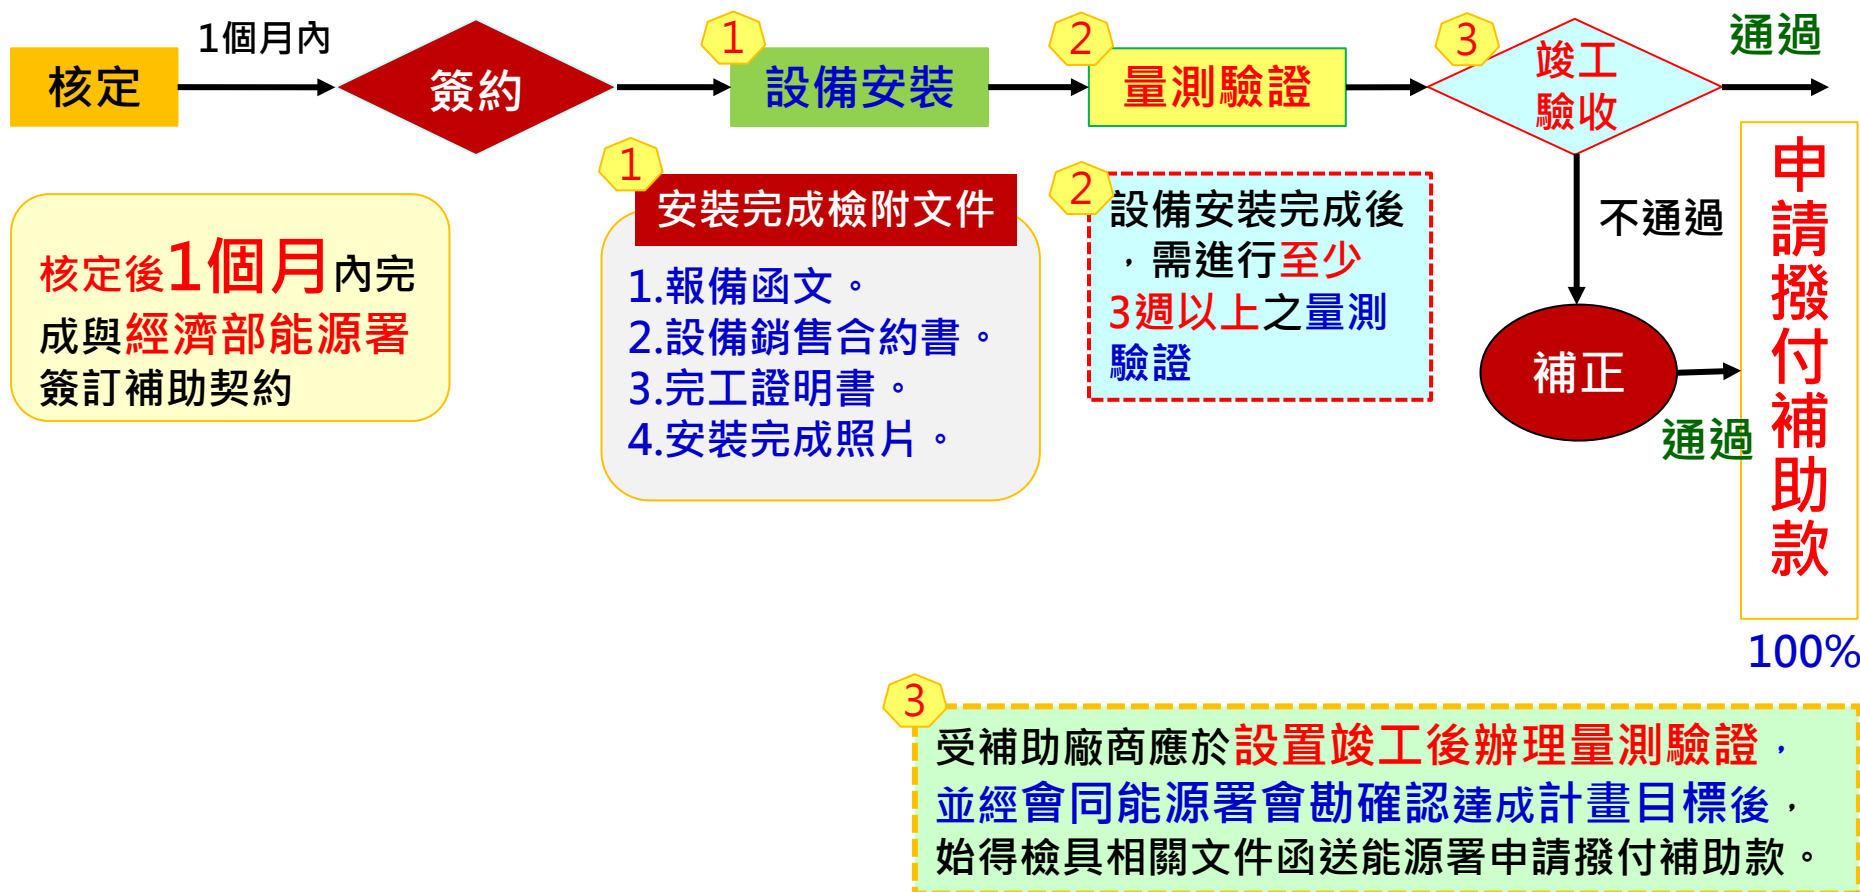 核定
1個月內
簽約
1
設備安裝
2
量測驗證
3
竣工
驗收
通過
不通過
補正
通過
申請撥付補助款
100%
核定後1個月內完
成與經濟部能源署
簽訂補助契約
1
安裝完成檢附文件
1.報備函文。
2.設備銷售合約書。
3.完工證明書。
4.安裝完成照片。
2
設備安裝完成後
，需進行至少
3週以上之量測
驗證
3
受補助廠商應於設置竣工後辦理量測驗證，
並經會同能源署會勘確認達成計畫目標後，
始得檢具相關文件函送能源署申請撥付補助款。